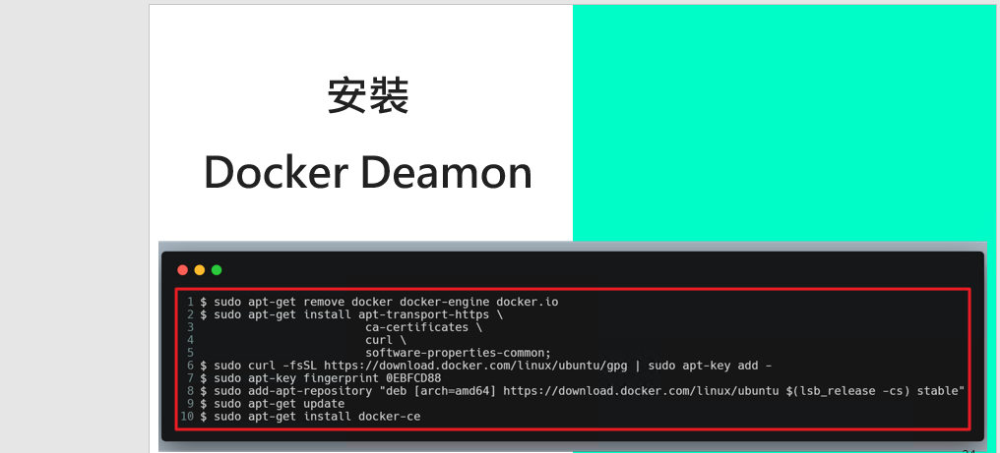 安裝
Docker Deamon
1 $ sudo apt-get remove docker docker-engine docker.io
2 $ sudo apt-get install apt-transport-https \
3 ca-certificates \
4 curl \
5 software-properties-common;
6 $ sudo curl -fsSL https://download.docker.com/linux/ubuntu/gpg | sudo apt-key add -
7 $ sudo apt-key fingerprint 0EBFCD88
8 $ sudo add-apt-repository "deb [arch=amd64] https://download.docker.com/linux/ubuntu $(lsb_release -cs) stable"
9 $ sudo apt-get update
10 $ sudo apt-get install docker-ce